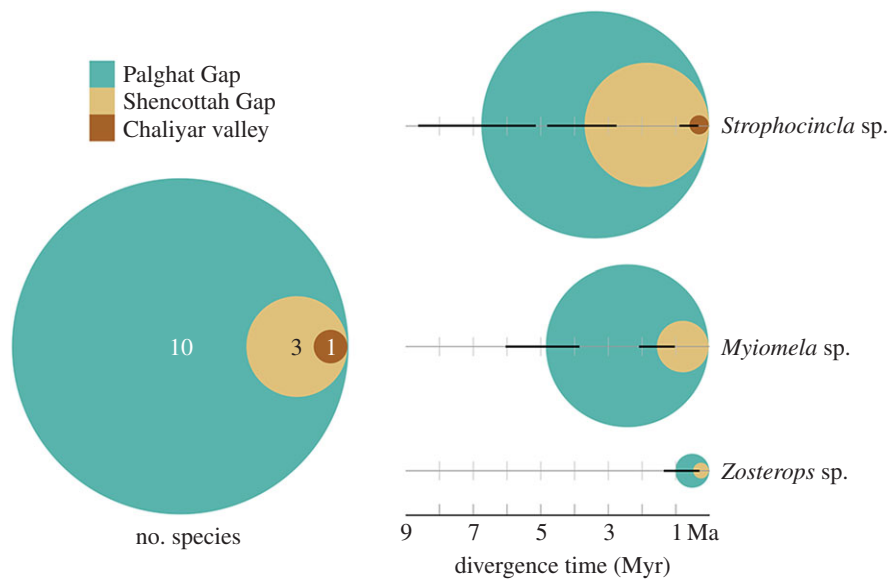 Palghat Gap
Shencottah Gap
Chaliyar valley
10
3
1
no. species
Strophocincla sp.
Myiomela sp.
Zosterops sp.
9 7 5 3 1 Ma
divergence time (Myr)